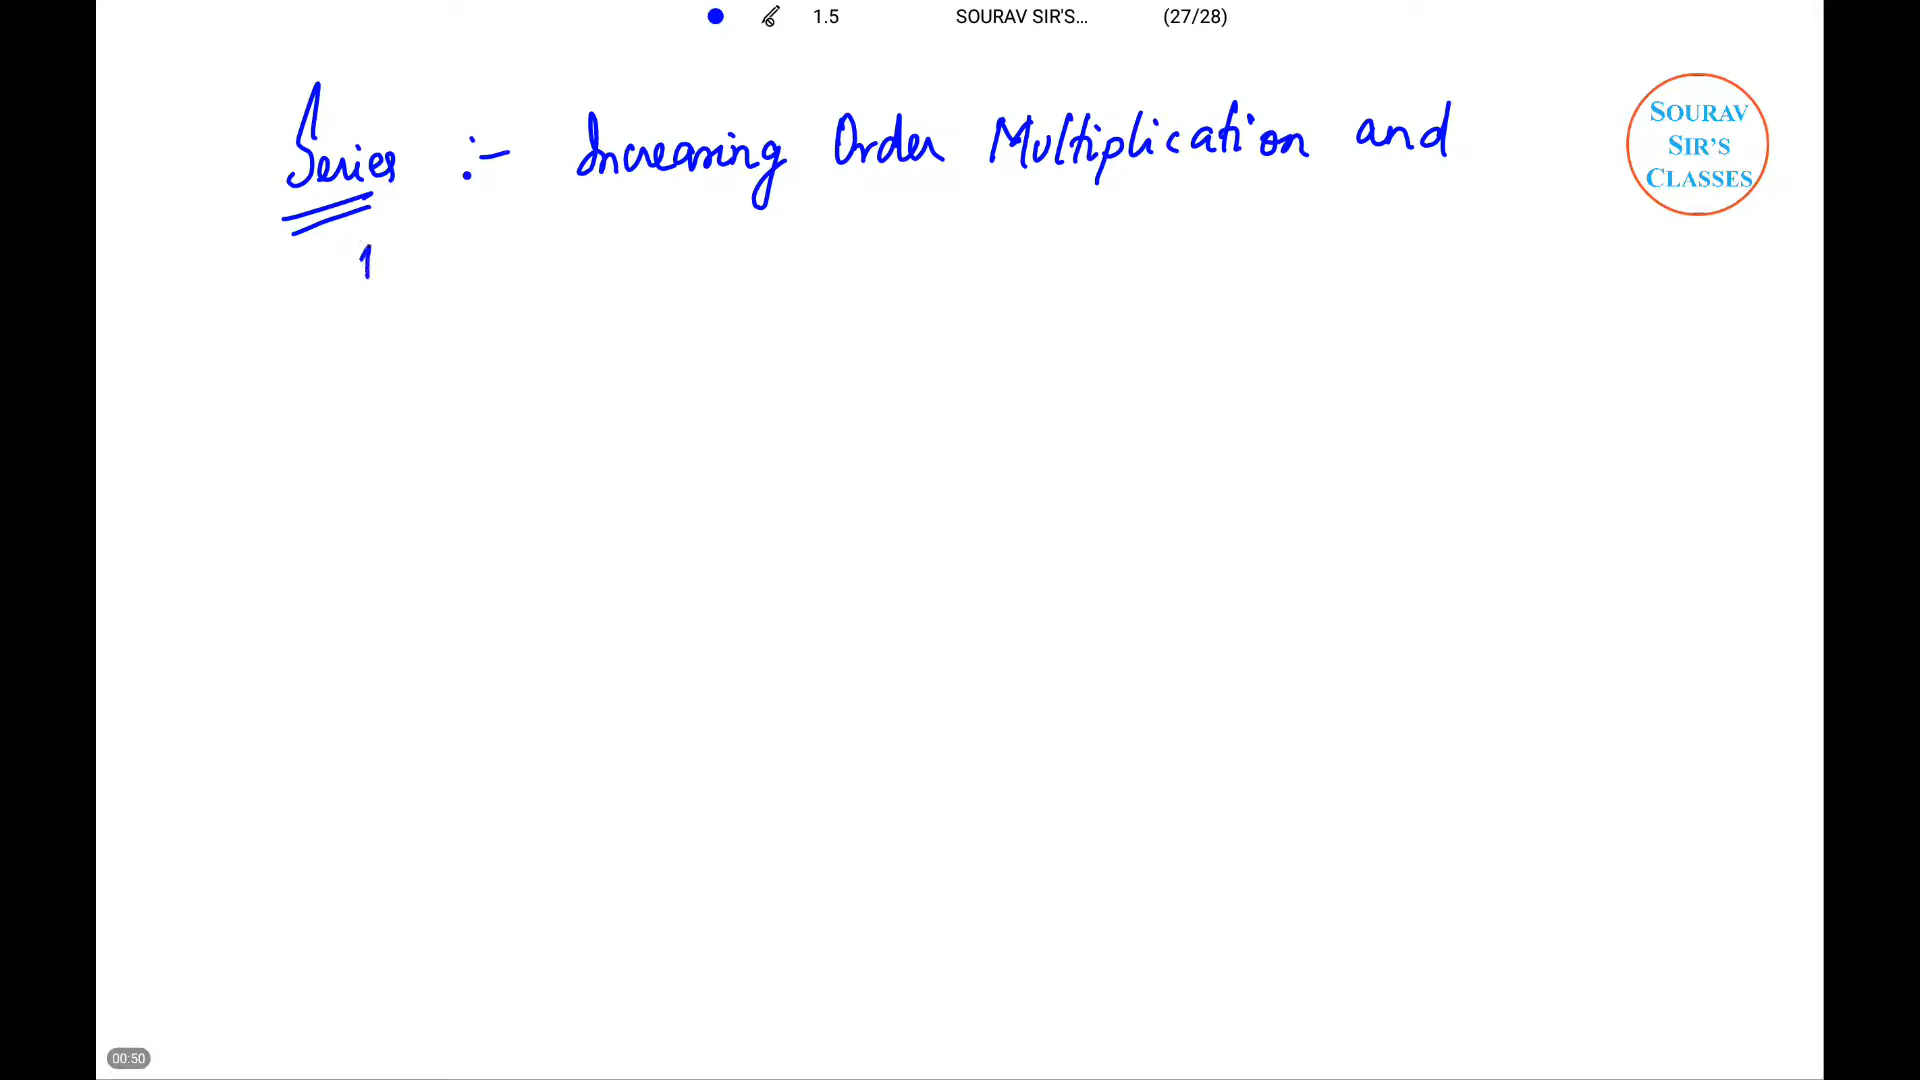 1.5 SOURAV SIR'S... (27/28)
Series :- Increasing Order Multiplication and
SOURAV
SIR'S
CLASSES
1
00:50